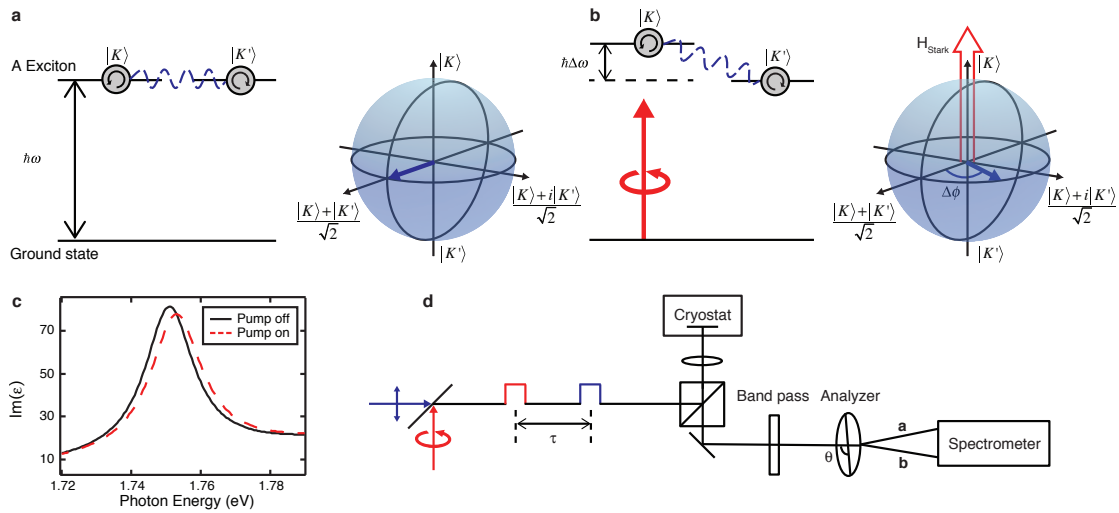 a
|K⟩
|K'⟩
A Exciton
ħω
Ground state
|K⟩
|K⟩+|K'⟩
√2
|K⟩+i|K'⟩
√2
|K'⟩
b
|K⟩
|K'⟩
ħΔω
H_Stark
|K⟩
Δϕ
|K⟩+|K'⟩
√2
|K⟩+i|K'⟩
√2
|K'⟩
c
Pump off
Pump on
Im(ε)
70
50
30
10
1.72
1.74
1.76
1.78
Photon Energy (eV)
d
Cryostat
τ
Band pass
Analyzer
θ
a
b
Spectrometer